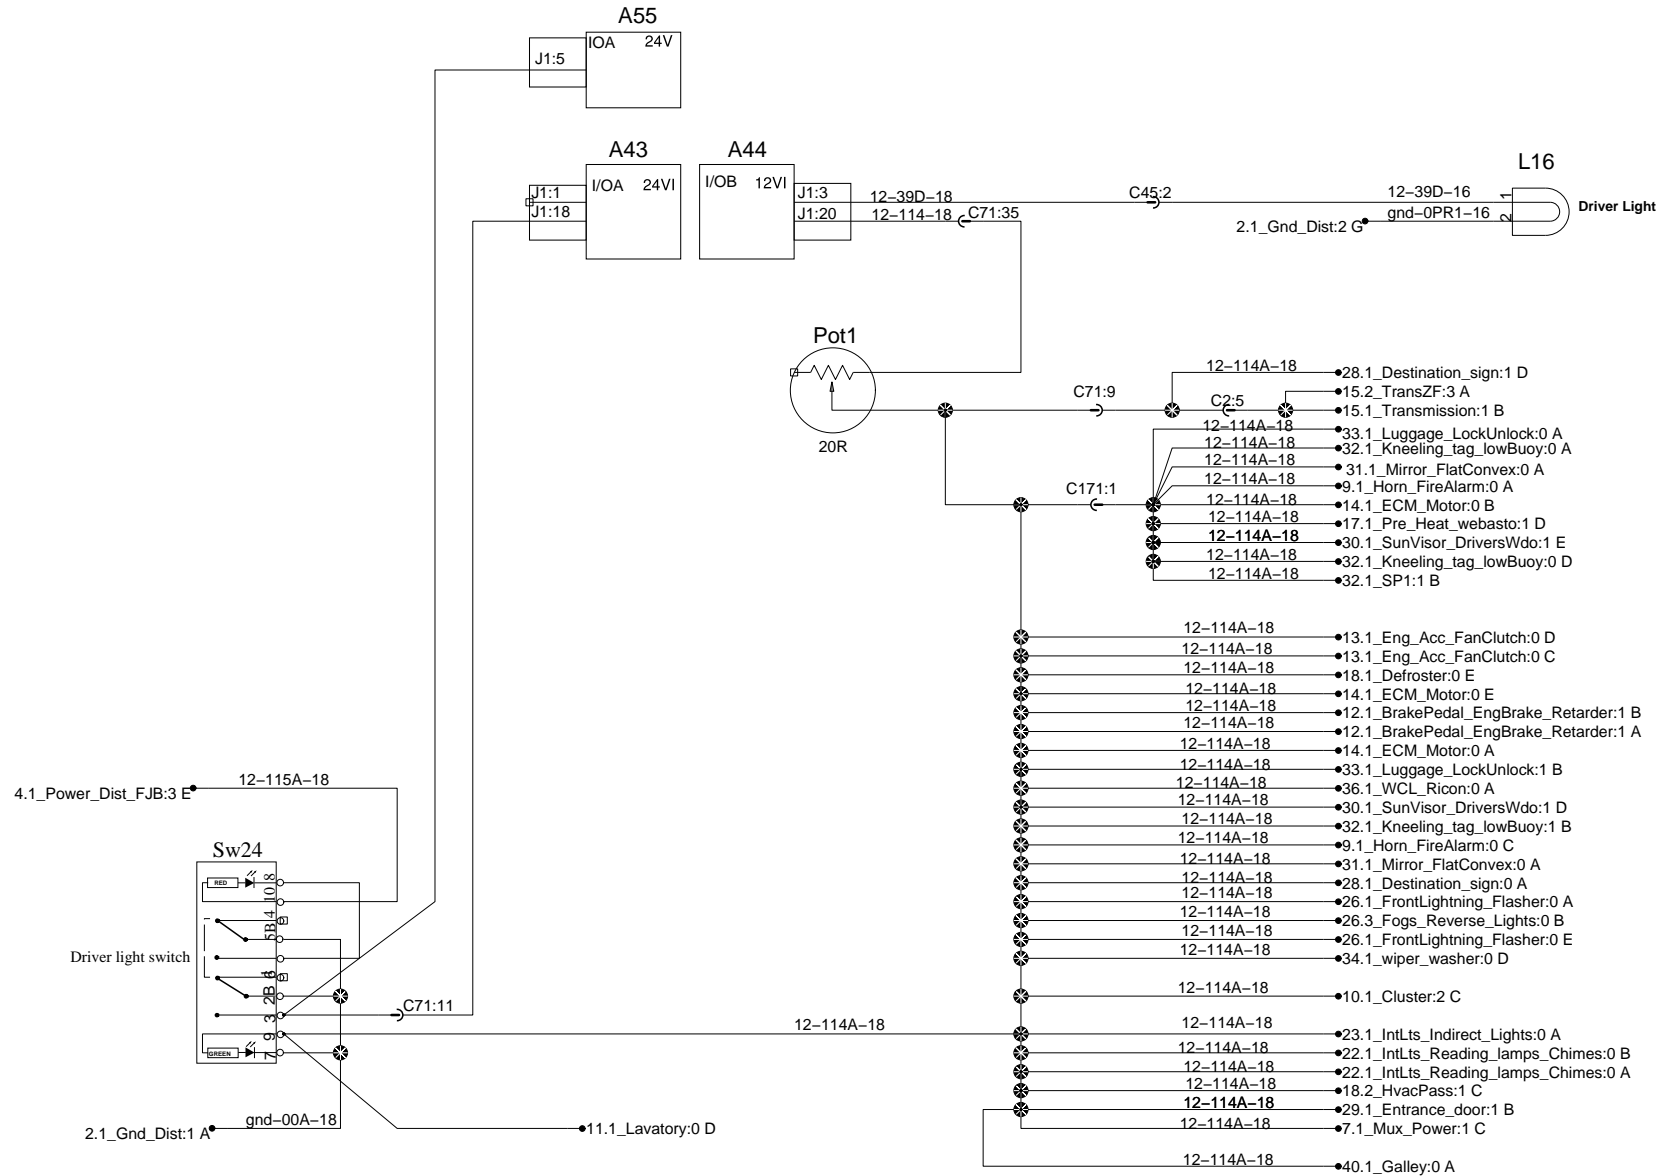 A55
IOA 24V
J1:5
A43
I/OA 24VI
J1:1
J1:18
A44
I/OB 12VI
J1:3
J1:20
12-39D-18
12-114-18
C71:35
C45:2
12-39D-16
gnd-0PR1-16
2.1_Gnd_Dist:2 G
L16
1
2
Driver Light
Pot1
20R
C71:9
C2:5
C171:1
12-114A-18 28.1_Destination_sign:1 D
15.2_TransZF:3 A
15.1_Transmission:1 B
12-114A-18 33.1_Luggage_LockUnlock:0 A
12-114A-18 32.1_Kneeling_tag_lowBuoy:0 A
12-114A-18 31.1_Mirror_FlatConvex:0 A
12-114A-18 9.1_Horn_FireAlarm:0 A
12-114A-18 14.1_ECM_Motor:0 B
12-114A-18 17.1_Pre_Heat_webasto:1 D
12-114A-18 30.1_SunVisor_DriversWdo:1 E
12-114A-18 32.1_Kneeling_tag_lowBuoy:0 D
12-114A-18 32.1_SP1:1 B
12-114A-18 13.1_Eng_Acc_FanClutch:0 D
12-114A-18 13.1_Eng_Acc_FanClutch:0 C
12-114A-18 18.1_Defroster:0 E
12-114A-18 14.1_ECM_Motor:0 E
12-114A-18 12.1_BrakePedal_EngBrake_Retarder:1 B
12-114A-18 12.1_BrakePedal_EngBrake_Retarder:1 A
12-114A-18 14.1_ECM_Motor:0 A
12-114A-18 33.1_Luggage_LockUnlock:1 B
12-114A-18 36.1_WCL_Ricon:0 A
12-114A-18 30.1_SunVisor_DriversWdo:1 D
12-114A-18 32.1_Kneeling_tag_lowBuoy:1 B
12-114A-18 9.1_Horn_FireAlarm:0 C
12-114A-18 31.1_Mirror_FlatConvex:0 A
12-114A-18 28.1_Destination_sign:0 A
12-114A-18 26.1_FrontLightning_Flasher:0 A
12-114A-18 26.3_Fogs_Reverse_Lights:0 B
12-114A-18 26.1_FrontLightning_Flasher:0 E
12-114A-18 34.1_wiper_washer:0 D
12-114A-18 10.1_Cluster:2 C
12-114A-18 23.1_IntLts_Indirect_Lights:0 A
12-114A-18 22.1_IntLts_Reading_lamps_Chimes:0 B
12-114A-18 22.1_IntLts_Reading_lamps_Chimes:0 A
12-114A-18 18.2_HvacPass:1 C
12-114A-18 29.1_Entrance_door:1 B
12-114A-18 7.1_Mux_Power:1 C
12-114A-18 40.1_Galley:0 A
12-115A-18
4.1_Power_Dist_FJB:3 E
Sw24
RED
8
10
4
5B
6
2B
3
9
GREEN
7
Driver light switch
C71:11
12-114A-18
gnd-00A-18
2.1_Gnd_Dist:1 A
11.1_Lavatory:0 D